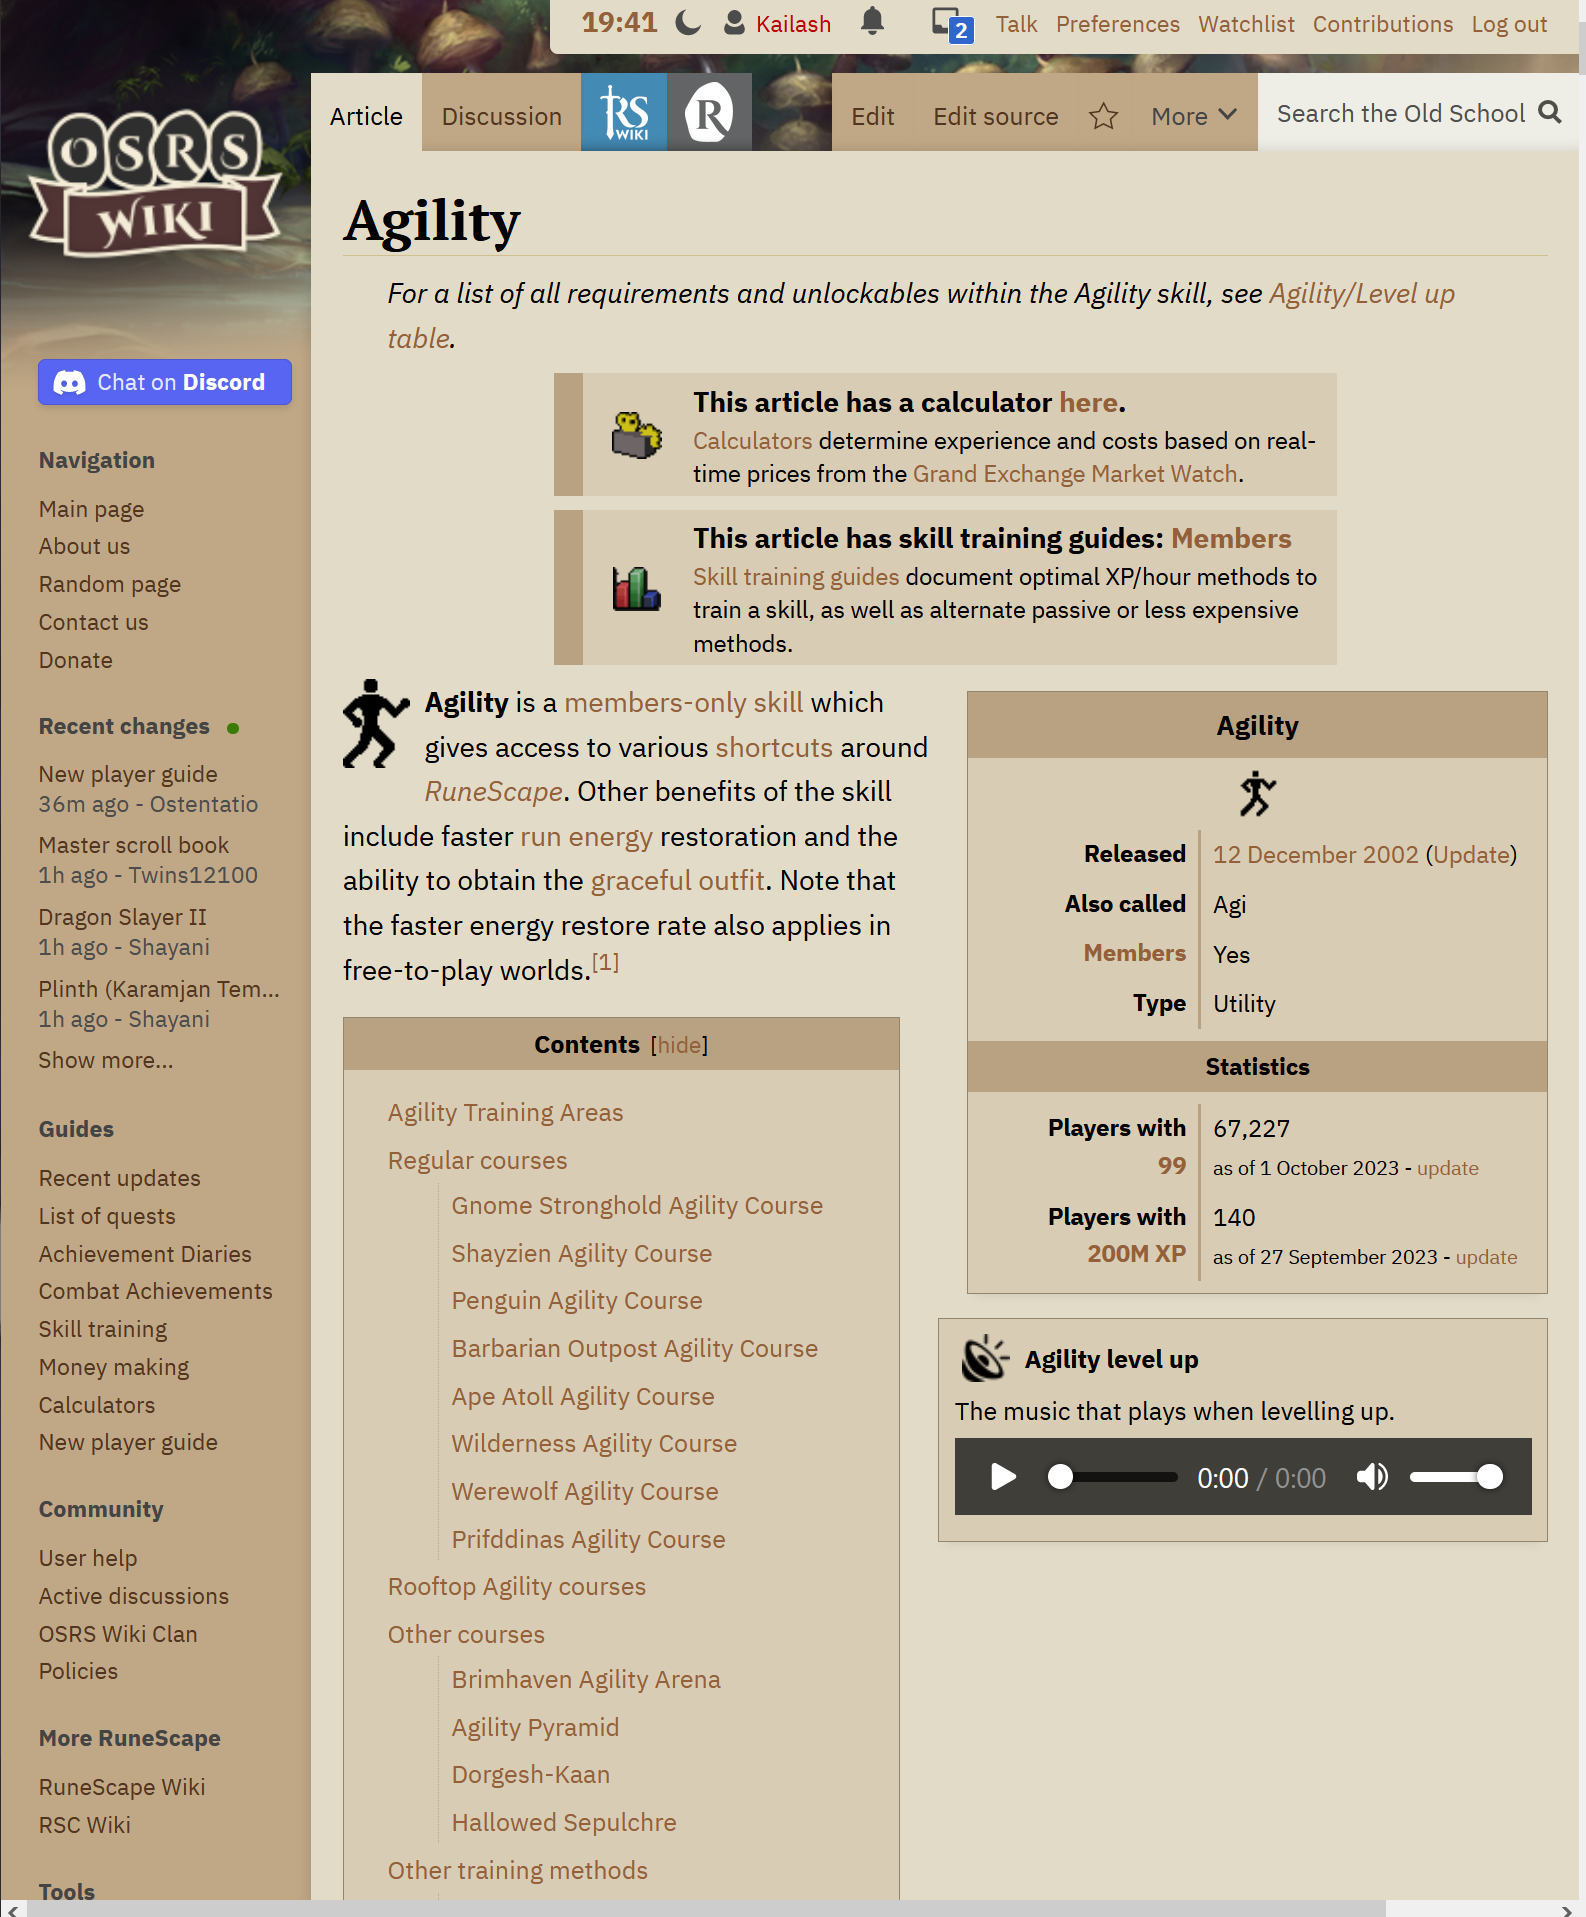 19:41 Kailash 2 Talk Preferences Watchlist Contributions Log out
Article Discussion RS WIKI R Edit Edit source More Search the Old School
OSRS
WIKI
Chat on Discord
Navigation
Main page
About us
Random page
Contact us
Donate
Recent changes
New player guide
36m ago - Ostentatio
Master scroll book
1h ago - Twins12100
Dragon Slayer II
1h ago - Shayani
Plinth (Karamjan Tem...
1h ago - Shayani
Show more...
Guides
Recent updates
List of quests
Achievement Diaries
Combat Achievements
Skill training
Money making
Calculators
New player guide
Community
User help
Active discussions
OSRS Wiki Clan
Policies
More RuneScape
RuneScape Wiki
RSC Wiki
Tools
Agility
For a list of all requirements and unlockables within the Agility skill, see Agility/Level up
table.
This article has a calculator here.
Calculators determine experience and costs based on real-
time prices from the Grand Exchange Market Watch.
This article has skill training guides: Members
Skill training guides document optimal XP/hour methods to
train a skill, as well as alternate passive or less expensive
methods.
Agility is a members-only skill which
gives access to various shortcuts around
RuneScape. Other benefits of the skill
include faster run energy restoration and the
ability to obtain the graceful outfit. Note that
the faster energy restore rate also applies in
free-to-play worlds.[1]
Contents [hide]
Agility Training Areas
Regular courses
Gnome Stronghold Agility Course
Shayzien Agility Course
Penguin Agility Course
Barbarian Outpost Agility Course
Ape Atoll Agility Course
Wilderness Agility Course
Werewolf Agility Course
Prifddinas Agility Course
Rooftop Agility courses
Other courses
Brimhaven Agility Arena
Agility Pyramid
Dorgesh-Kaan
Hallowed Sepulchre
Other training methods
Agility
Released 12 December 2002 (Update)
Also called Agi
Members Yes
Type Utility
Statistics
Players with 67,227
99 as of 1 October 2023 - update
Players with 140
200M XP as of 27 September 2023 - update
Agility level up
The music that plays when levelling up.
0:00 / 0:00